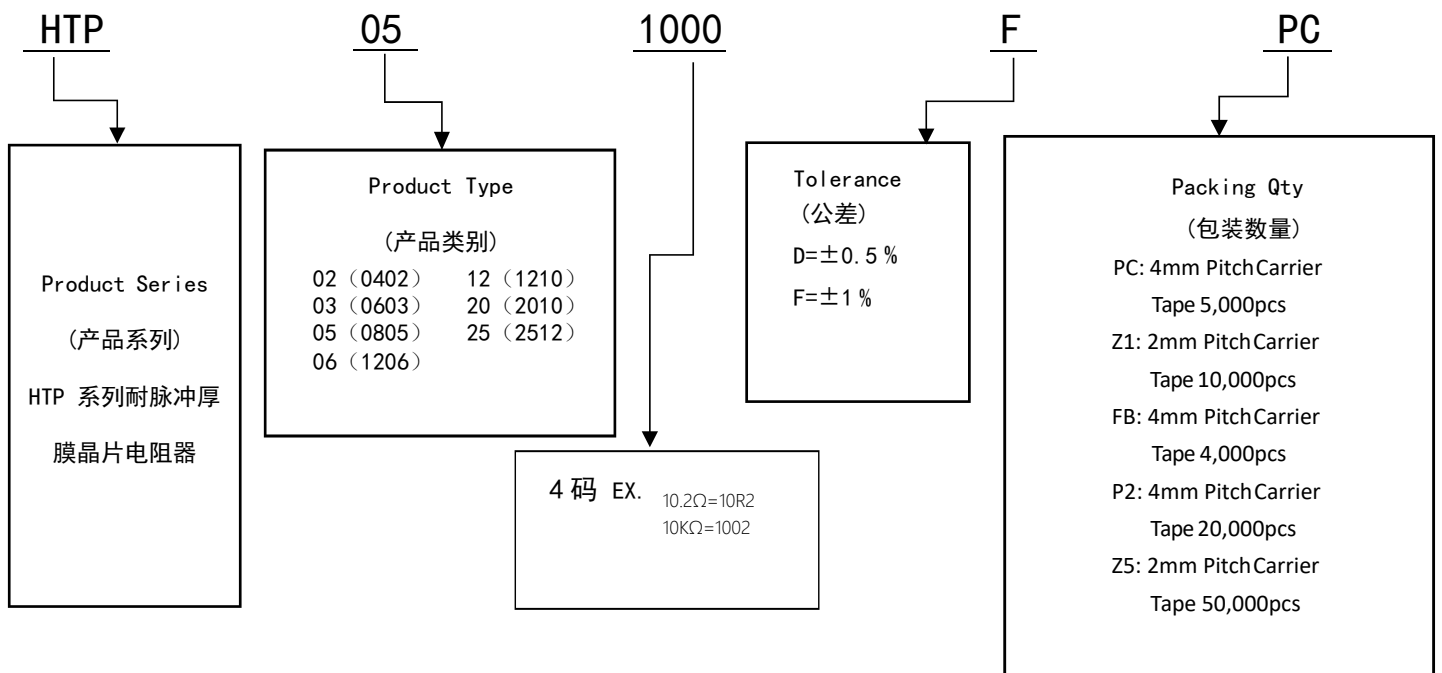 HTP 05 1000 F PC
Product Series
(产品系列)
HTP 系列耐脉冲厚
膜晶片电阻器
Product Type
(产品类别)
02（0402） 12（1210）
03（0603） 20（2010）
05（0805） 25（2512）
06（1206）
4码 EX. 10.2Ω=10R2
10KΩ=1002
Tolerance
(公差)
D=±0.5%
F=±1%
Packing Qty
(包装数量)
PC: 4mm Pitch Carrier
Tape 5,000pcs
Z1: 2mm Pitch Carrier
Tape 10,000pcs
FB: 4mm Pitch Carrier
Tape 4,000pcs
P2: 4mm Pitch Carrier
Tape 20,000pcs
Z5: 2mm Pitch Carrier
Tape 50,000pcs